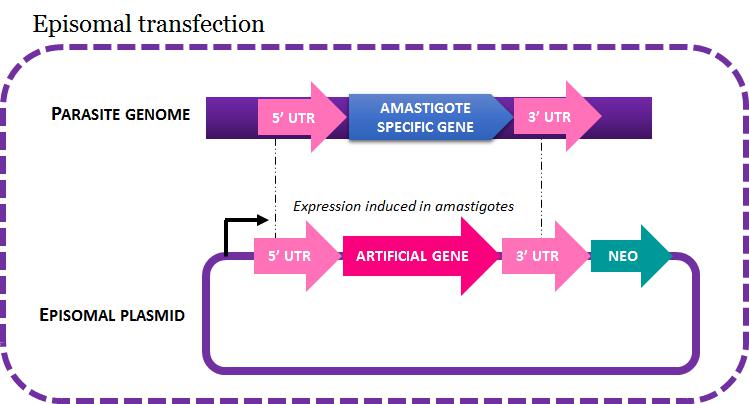 Episomal transfection
PARASITE GENOME
5' UTR
AMASTIGOTE
SPECIFIC GENE
3' UTR
Expression induced in amastigotes
5' UTR
ARTIFICIAL GENE
3' UTR
NEO
EPISOMAL PLASMID